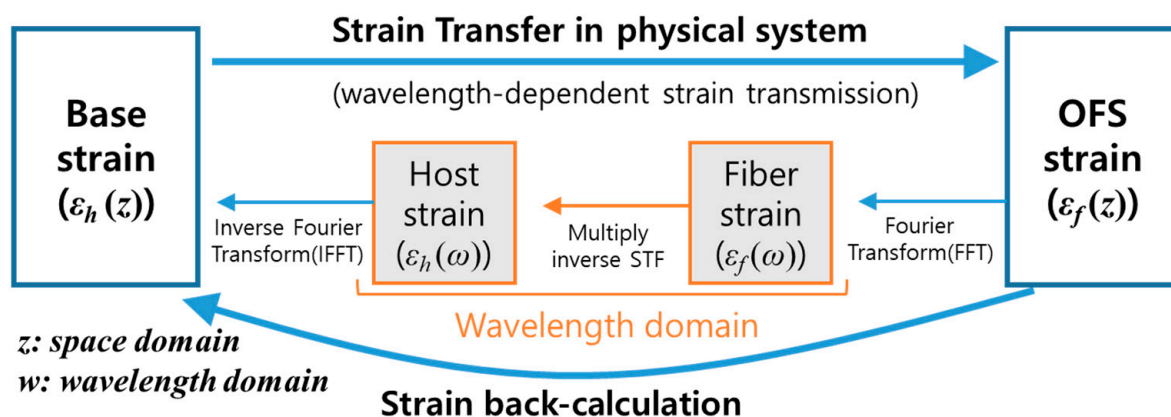 Strain Transfer in physical system
(wavelength-dependent strain transmission)
Base
strain
(εh (z))
Inverse Fourier
Transform(IFFT)
Host
strain
(εh(ω))
Multiply
inverse STF
Fiber
strain
(εf(ω))
Fourier
Transform(FFT)
OFS
strain
(εf(z))
Wavelength domain
z: space domain
w: wavelength domain
Strain back-calculation